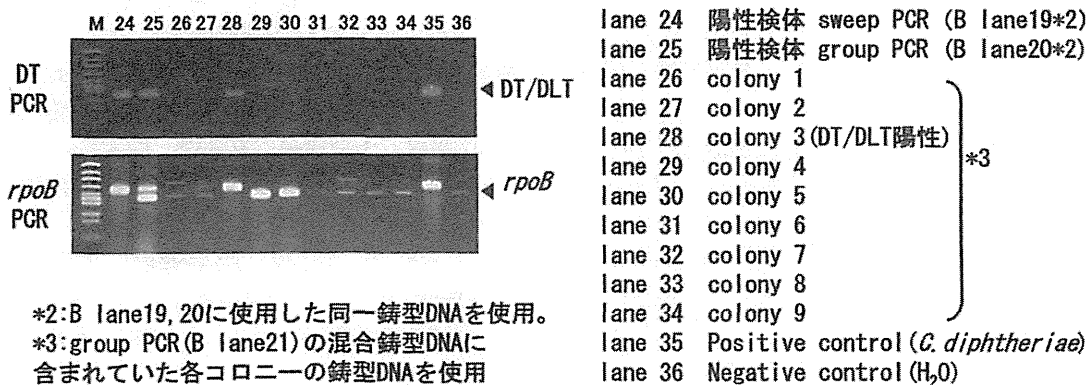 M 24 25 26 27 28 29 30 31 32 33 34 35 36
DT
PCR
DT/DLT
rpoB
PCR
rpoB
*2:B lane19,20に使用した同一鋳型DNAを使用。
*3:group PCR(B lane21)の混合鋳型DNAに
含まれていた各コロニーの鋳型DNAを使用
lane 24 陽性検体 sweep PCR (B lane19*2)
lane 25 陽性検体 group PCR (B lane20*2)
lane 26 colony 1
lane 27 colony 2
lane 28 colony 3(DT/DLT陽性)
lane 29 colony 4
lane 30 colony 5
lane 31 colony 6
lane 32 colony 7
lane 33 colony 8
lane 34 colony 9
*3
lane 35 Positive control(C. diphtheriae)
lane 36 Negative control(H₂O)